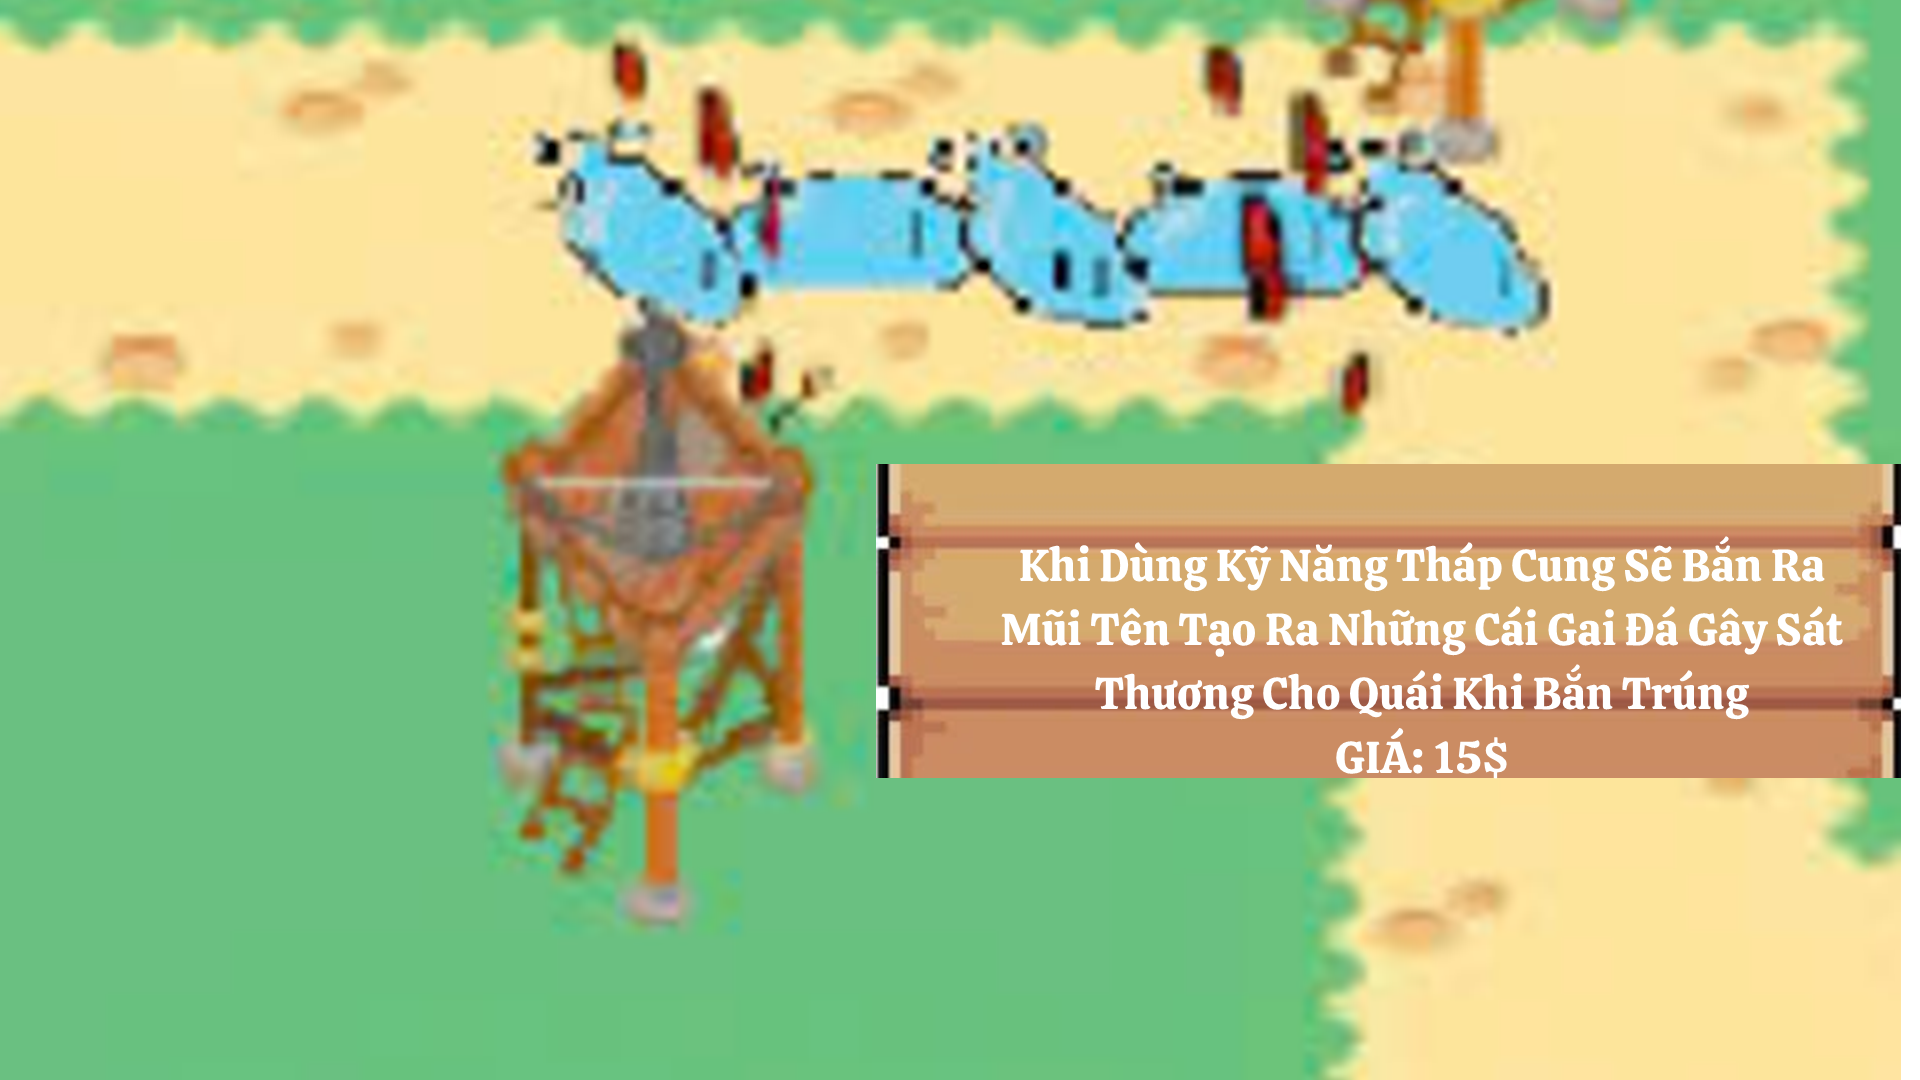 Khi Dùng Kỹ Năng Tháp Cung Sẽ Bắn Ra
Mũi Tên Tạo Ra Những Cái Gai Đá Gây Sát
Thương Cho Quái Khi Bắn Trúng
GIÁ: 15$